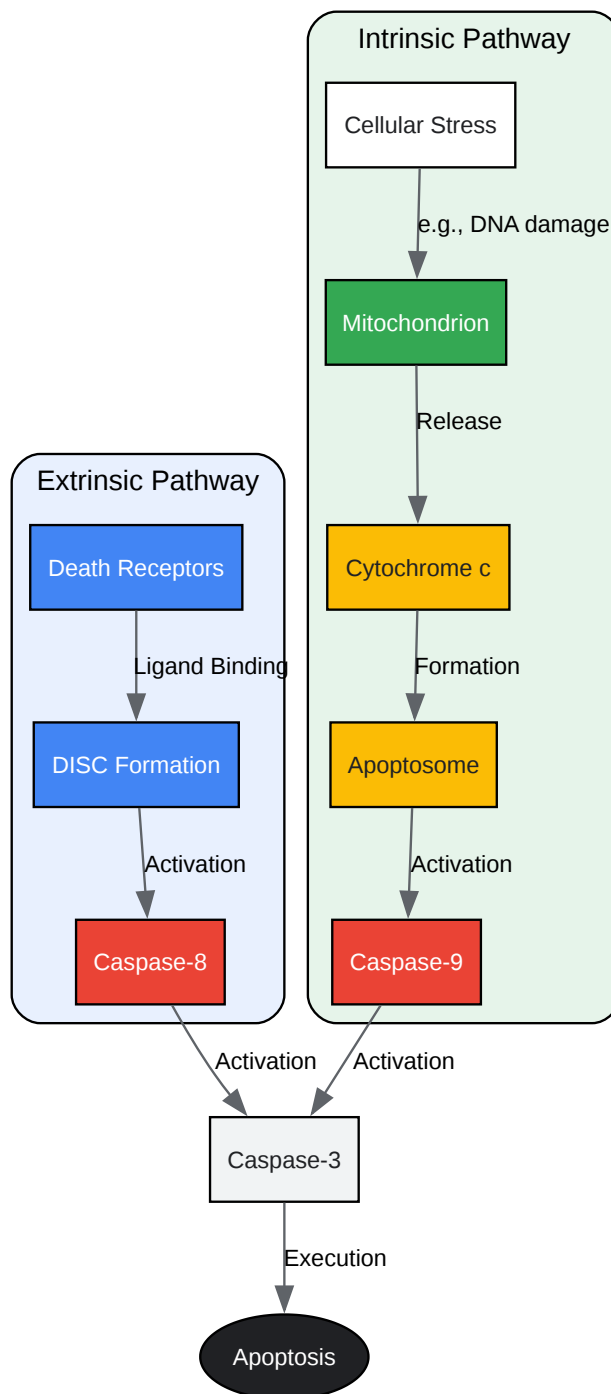 Intrinsic Pathway
Cellular Stress
e.g., DNA damage
Mitochondrion
Release
Extrinsic Pathway
Death Receptors
Cytochrome c
Ligand Binding
Formation
DISC Formation
Apoptosome
Activation
Activation
Caspase-8
Caspase-9
Activation
Activation
Caspase-3
Execution
Apoptosis